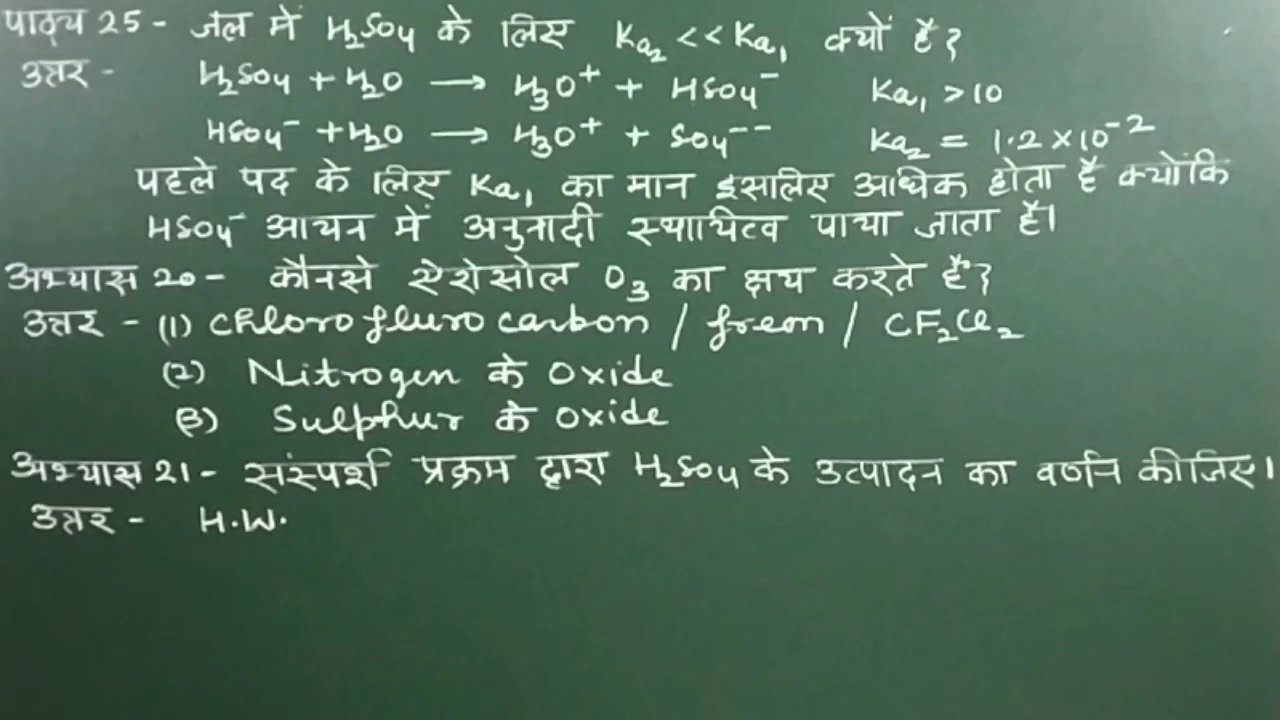 पाठ्य 25 - जल में H₂SO₄ के लिए Ka₂ << Ka₁ क्यों है?
उत्तर - H₂SO₄ + H₂O ⟶ H₃O⁺ + HSO₄⁻ Ka₁ > 10
HSO₄⁻ + H₂O ⟶ H₃O⁺ + SO₄⁻⁻ Ka₂ = 1.2 × 10⁻²
पहले पद के लिए Ka₁ का मान इसलिए अधिक होता है क्योंकि
HSO₄⁻ आयन में अनुनादी स्थायित्व पाया जाता है।
अभ्यास 20 - कौनसे ऐरोसोल O₃ का क्षय करते हैं?
उत्तर - (1) Chlorofluro carbon / freon / CF₂Cl₂
(2) Nitrogen के Oxide
(3) Sulphur के Oxide
अभ्यास 21 - संस्पर्श प्रक्रम द्वारा H₂SO₄ के उत्पादन का वर्णन कीजिए।
उत्तर - H.W.